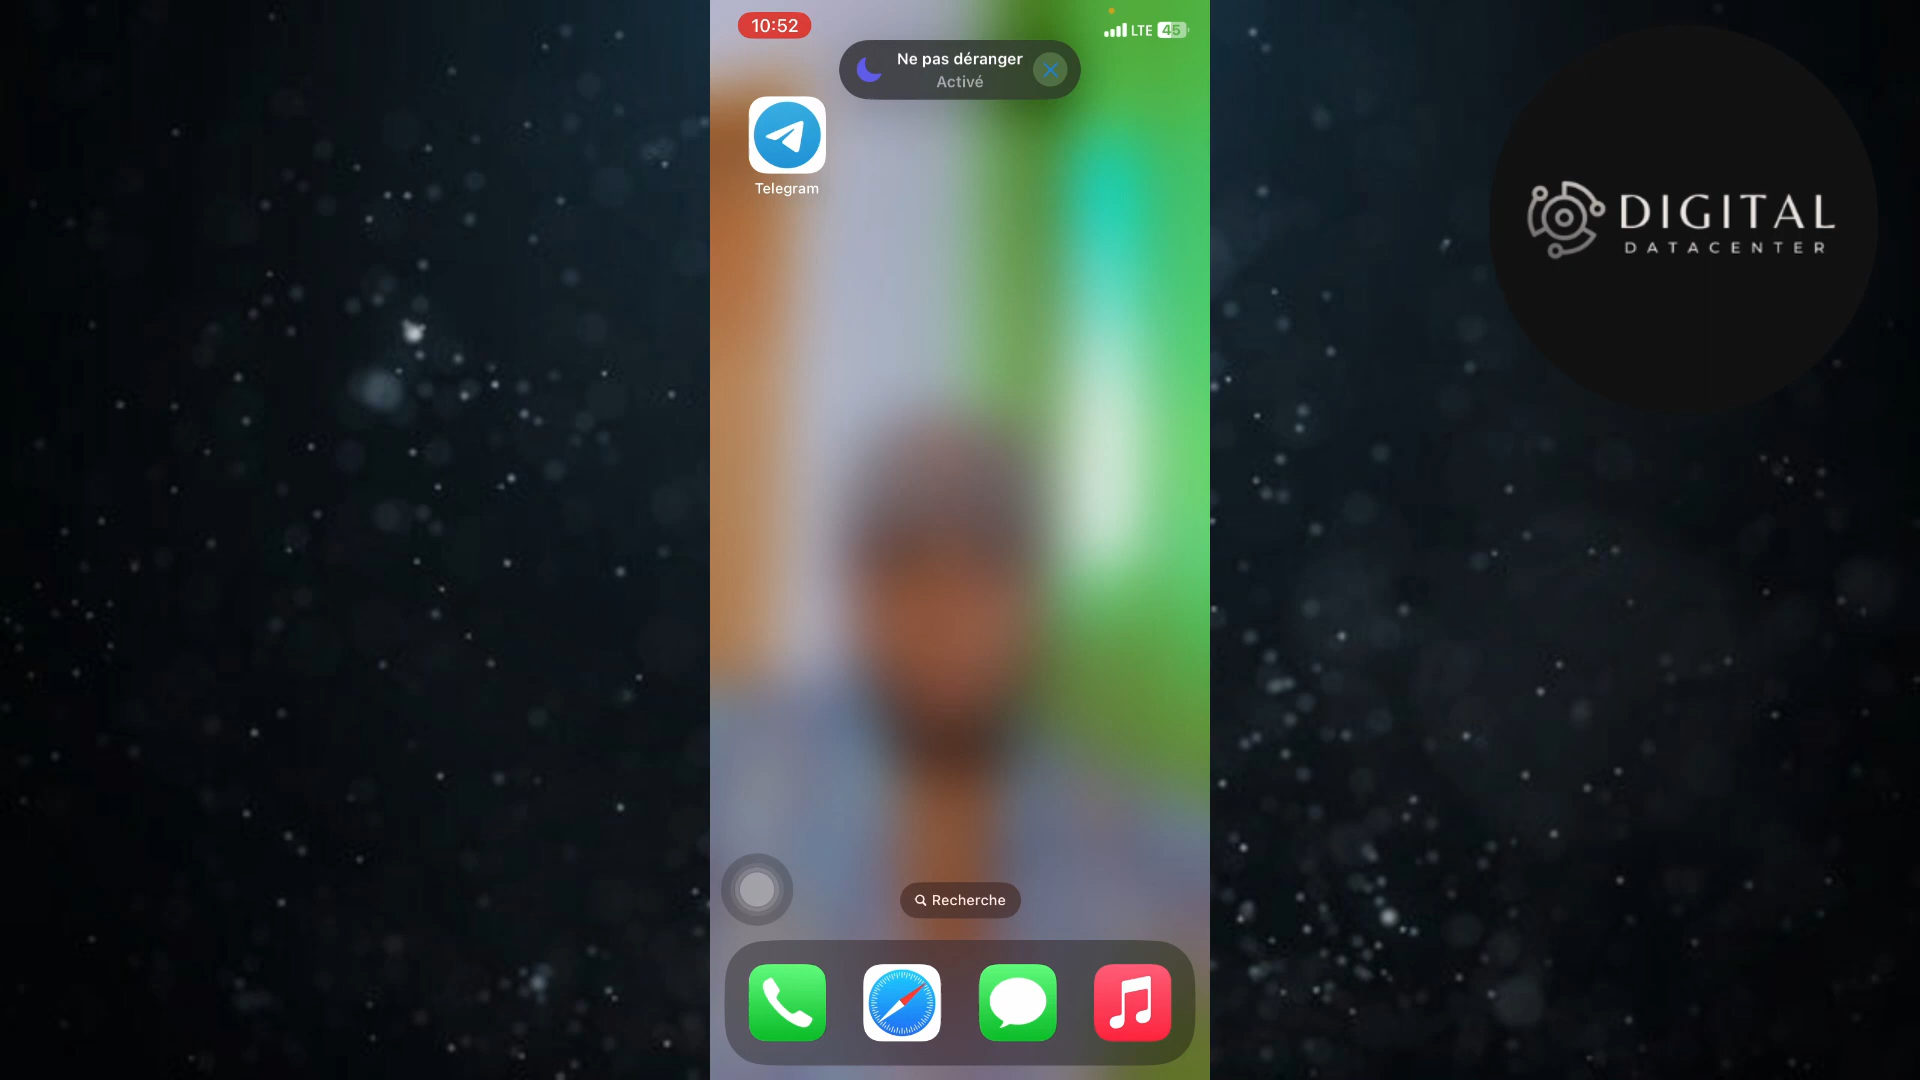 10:52
LTE 45
Ne pas déranger
Activé
Telegram
DIGITAL
DATACENTER
Recherche